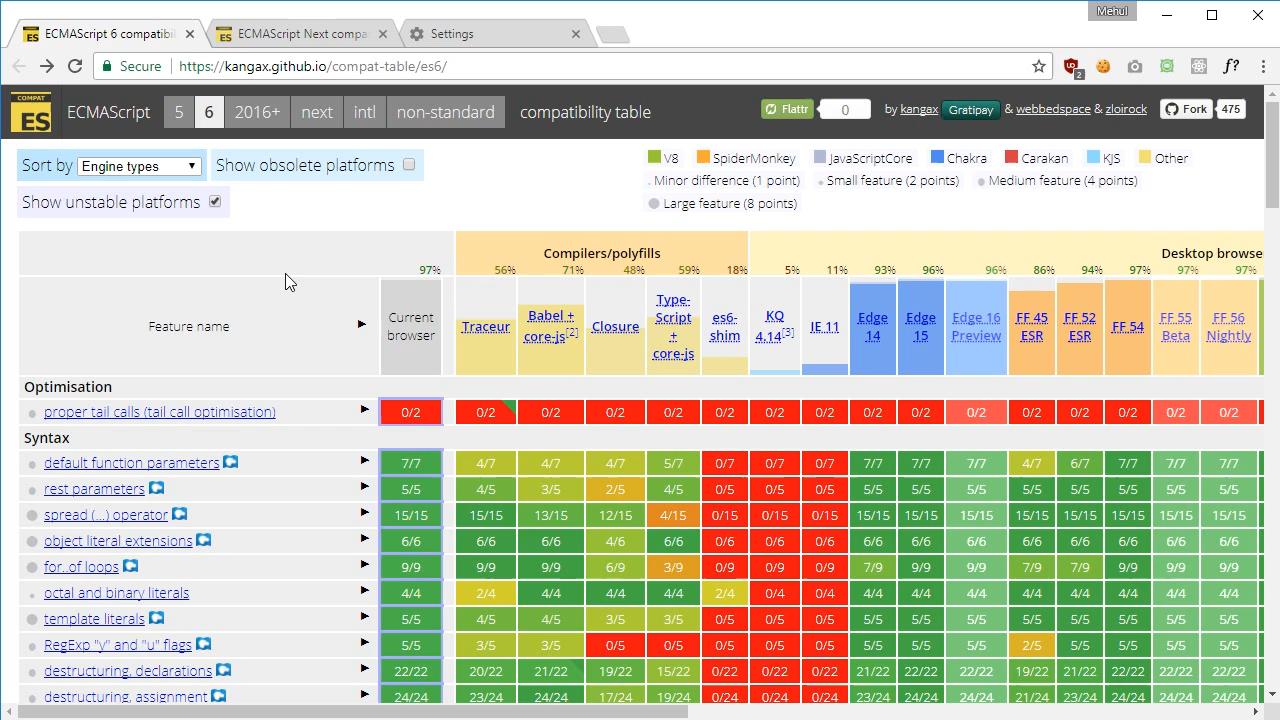 Mehul
ECMAScript 6 compatibi
ECMAScript Next compa
Settings
Secure
https://kangax.github.io/compat-table/es6/
2
f?
COMPAT
ES
ECMAScript
5 6 2016+ next intl non-standard
compatibility table
Flattr 0
by kangax Gratipay & webbedspace & zloirock
Fork 475
Sort by Engine types
Show obsolete platforms
Show unstable platforms
V8 SpiderMonkey JavaScriptCore Chakra Carakan KJS Other
Minor difference (1 point) Small feature (2 points) Medium feature (4 points)
Large feature (8 points)
Compilers/polyfills Desktop browse
97% 56% 71% 48% 59% 18% 5% 11% 93% 96% 96% 86% 94% 97% 97% 97%
Feature name
Current browser
Traceur
Babel + core-js[2]
Closure
Type-Script + core-js
es6-shim
KQ 4.14[3]
IE 11
Edge 14
Edge 15
Edge 16 Preview
FF 45 ESR
FF 52 ESR
FF 54
FF 55 Beta
FF 56 Nightly
Optimisation
proper tail calls (tail call optimisation) 0/2 0/2 0/2 0/2 0/2 0/2 0/2 0/2 0/2 0/2 0/2 0/2 0/2 0/2 0/2 0/2
Syntax
default function parameters 7/7 4/7 4/7 4/7 5/7 0/7 0/7 0/7 7/7 7/7 7/7 4/7 6/7 7/7 7/7 7/7
rest parameters 5/5 4/5 3/5 2/5 4/5 0/5 0/5 0/5 5/5 5/5 5/5 5/5 5/5 5/5 5/5 5/5
spread (...) operator 15/15 15/15 13/15 12/15 4/15 0/15 0/15 0/15 15/15 15/15 15/15 15/15 15/15 15/15 15/15 15/15
object literal extensions 6/6 6/6 6/6 4/6 6/6 0/6 0/6 0/6 6/6 6/6 6/6 6/6 6/6 6/6 6/6 6/6
for..of loops 9/9 9/9 9/9 6/9 3/9 0/9 0/9 0/9 7/9 9/9 9/9 7/9 7/9 9/9 9/9 9/9
octal and binary literals 4/4 2/4 4/4 4/4 4/4 2/4 0/4 0/4 4/4 4/4 4/4 4/4 4/4 4/4 4/4 4/4
template literals 5/5 4/5 4/5 3/5 3/5 0/5 0/5 0/5 5/5 5/5 5/5 5/5 5/5 5/5 5/5 5/5
RegExp "y" and "u" flags 5/5 3/5 3/5 0/5 0/5 0/5 0/5 0/5 5/5 5/5 5/5 2/5 5/5 5/5 5/5 5/5
destructuring, declarations 22/22 20/22 21/22 19/22 15/22 0/22 0/22 0/22 21/22 22/22 22/22 19/22 21/22 22/22 22/22 22/22
destructuring, assignment 24/24 23/24 24/24 17/24 19/24 0/24 0/24 0/24 23/24 24/24 24/24 21/24 23/24 24/24 24/24 24/24